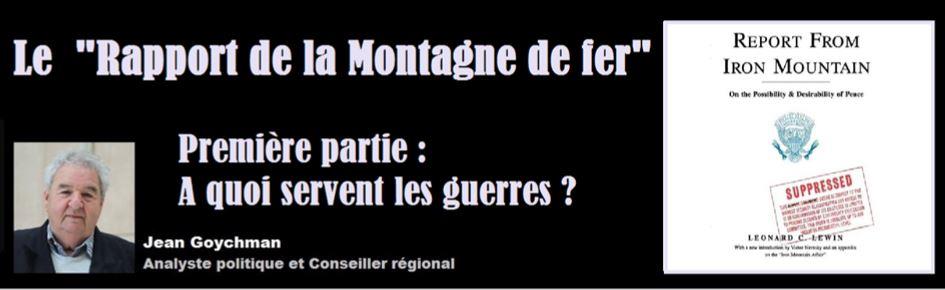 Le "Rapport de la Montagne de fer"
Première partie :
A quoi servent les guerres ?
Jean Goychman
Analyste politique et Conseiller régional
REPORT FROM
IRON MOUNTAIN
On the Possibility & Desirability of Peace
SUPPRESSED
LEONARD C. LEWIN
With a new introduction by Victor Navasky and an appendix
on the "Iron Mountain Affair"